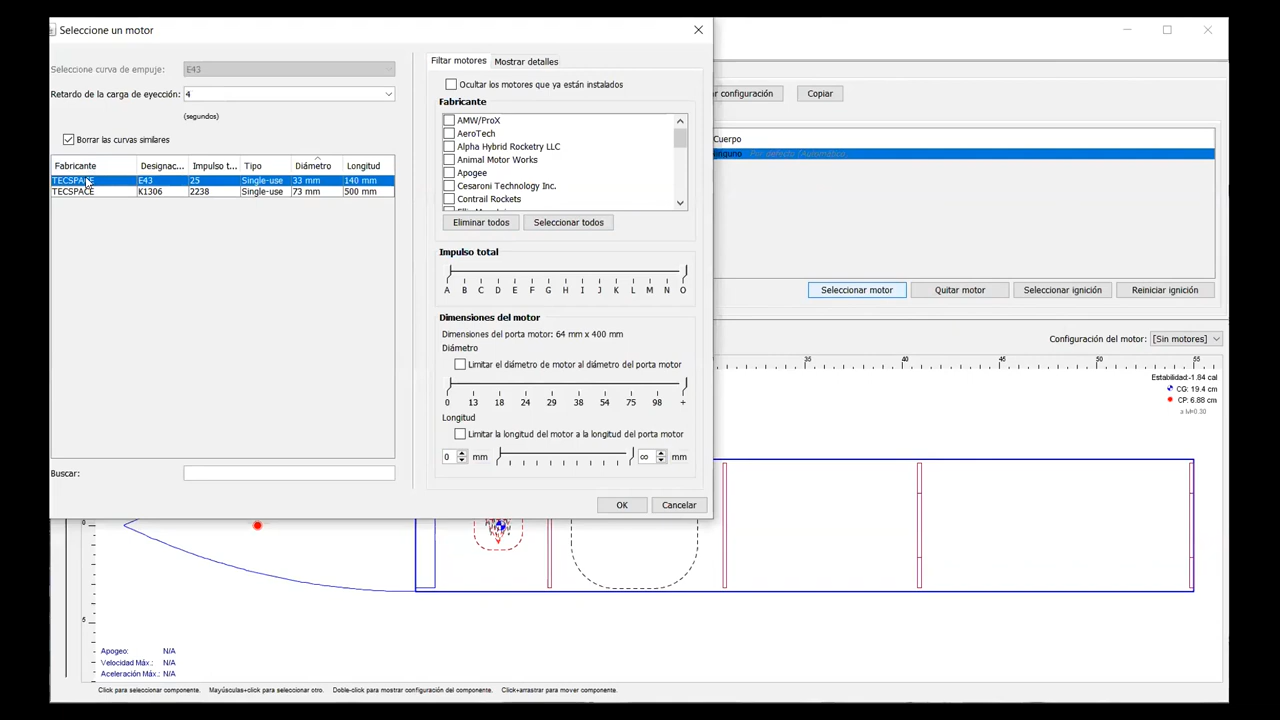 Seleccione un motor
Seleccione curva de empuje: E43
Retardo de la carga de eyección: 4
(segundos)
Borrar las curvas similares
Fabricante Designac... Impulso t... Tipo Diámetro Longitud
TECSPACE E43 25 Single-use 33 mm 140 mm
TECSPACE K1306 2238 Single-use 73 mm 500 mm
Buscar:
Filtar motores Mostrar detalles
Ocultar los motores que ya están instalados
Fabricante
AMW/ProX
AeroTech
Alpha Hybrid Rocketry LLC
Animal Motor Works
Apogee
Cesaroni Technology Inc.
Contrail Rockets
Eliminar todos Seleccionar todos
Impulso total
A B C D E F G H I J K L M N O
Dimensiones del motor
Dimensiones del porta motor: 64 mm x 400 mm
Diámetro
Limitar el diámetro de motor al diámetro del porta motor
0 13 18 24 29 38 54 75 98 +
Longitud
Limitar la longitud del motor a la longitud del porta motor
0 mm ∞ mm
OK Cancelar
ar configuración Copiar
Cuerpo
Ninguno Por defecto (Automática
Seleccionar motor Quitar motor Seleccionar ignición Reiniciar ignición
Configuración del motor: [Sin motores]
35 40 45 50 55
Estabilidad:-1.84 cal
CG: 19.4 cm
CP: 6.88 cm
a M=0.30
0
5
Apogeo: N/A
Velocidad Máx.: N/A
Aceleración Máx.: N/A
Click para seleccionar componente. Mayúsculas+click para seleccionar otro. Doble-click para mostrar configuración del componente. Click+arrastrar para mover componente.